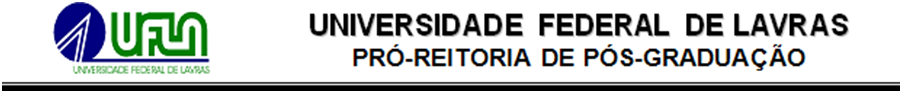 UFLA
UNIVERSIDADE FEDERAL DE LAVRAS
UNIVERSIDADE FEDERAL DE LAVRAS
PRÓ-REITORIA DE PÓS-GRADUAÇÃO